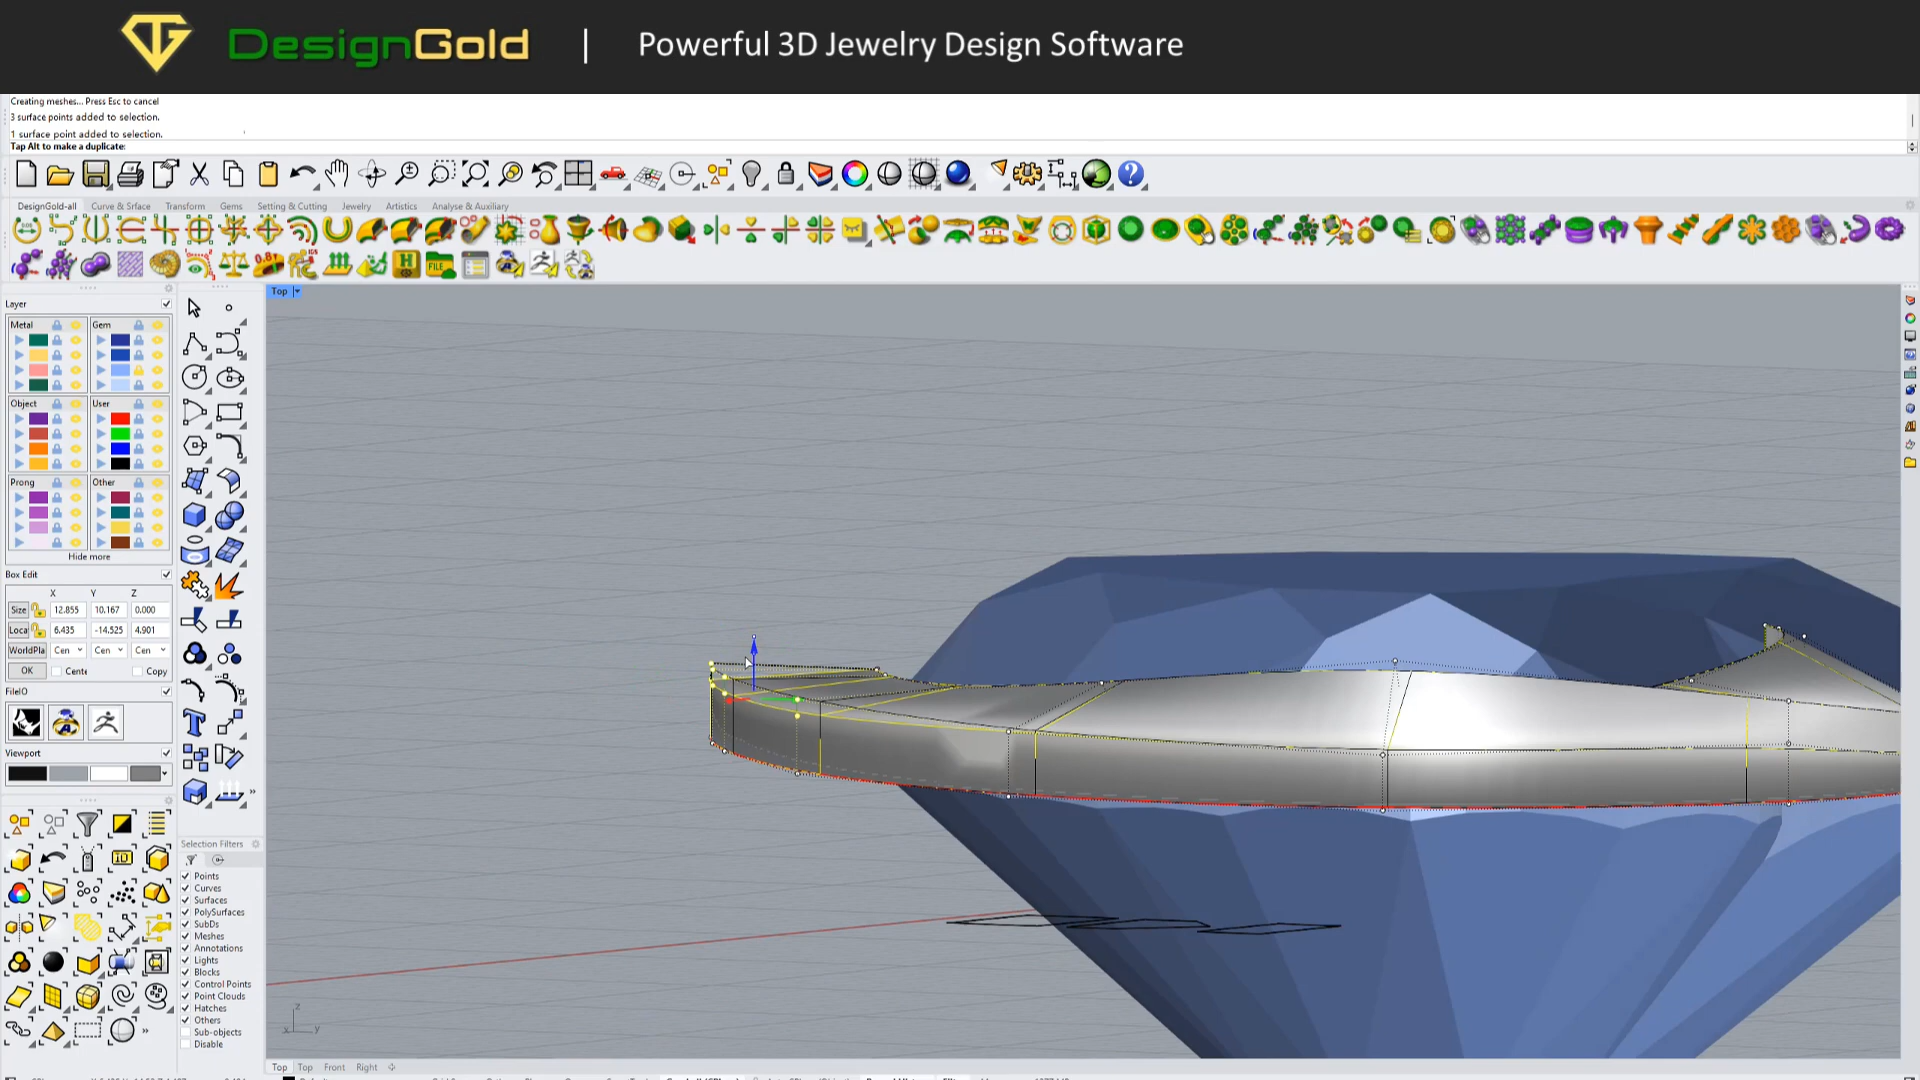 DesignGold | Powerful 3D Jewelry Design Software
Creating meshes... Press Esc to cancel
3 surface points added to selection.
1 surface point added to selection.
Tap Alt to make a duplicate:
DesignGold-all Curve & Srface Transform Gems Setting & Cutting Jewelry Artistics Analyse & Auxiliary
Layer
Metal Gem
Object User
Prong Other
Hide more
Box Edit
X Y Z
Size 12.855 10.167 0.000
Loca 6.435 -14.525 4.901
WorldPla Cen Cen Cen
OK Cente Copy
FileIO
Viewport
Top
Selection Filters
Points
Curves
Surfaces
PolySurfaces
SubDs
Meshes
Annotations
Lights
Blocks
Control Points
Point Clouds
Hatches
Others
Sub-objects
Disable
z
x y
Top Top Front Right